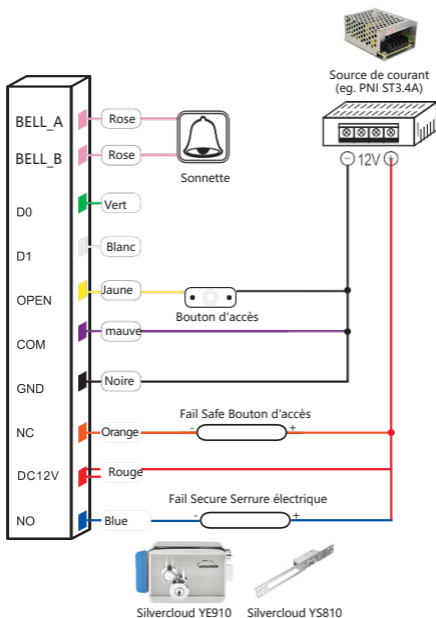 Source de courant
(eg. PNI ST3.4A)
BELL_A
Rose
BELL_B
Rose
Sonnette
- 12V +
D0
Vert
D1
Blanc
OPEN
Jaune
Bouton d'accès
COM
mauve
GND
Noire
Fail Safe Bouton d'accès
NC
Orange
- +
DC12V
Rouge
Fail Secure Serrure électrique
NO
Blue
- +
Silvercloud YE910
Silvercloud YS810